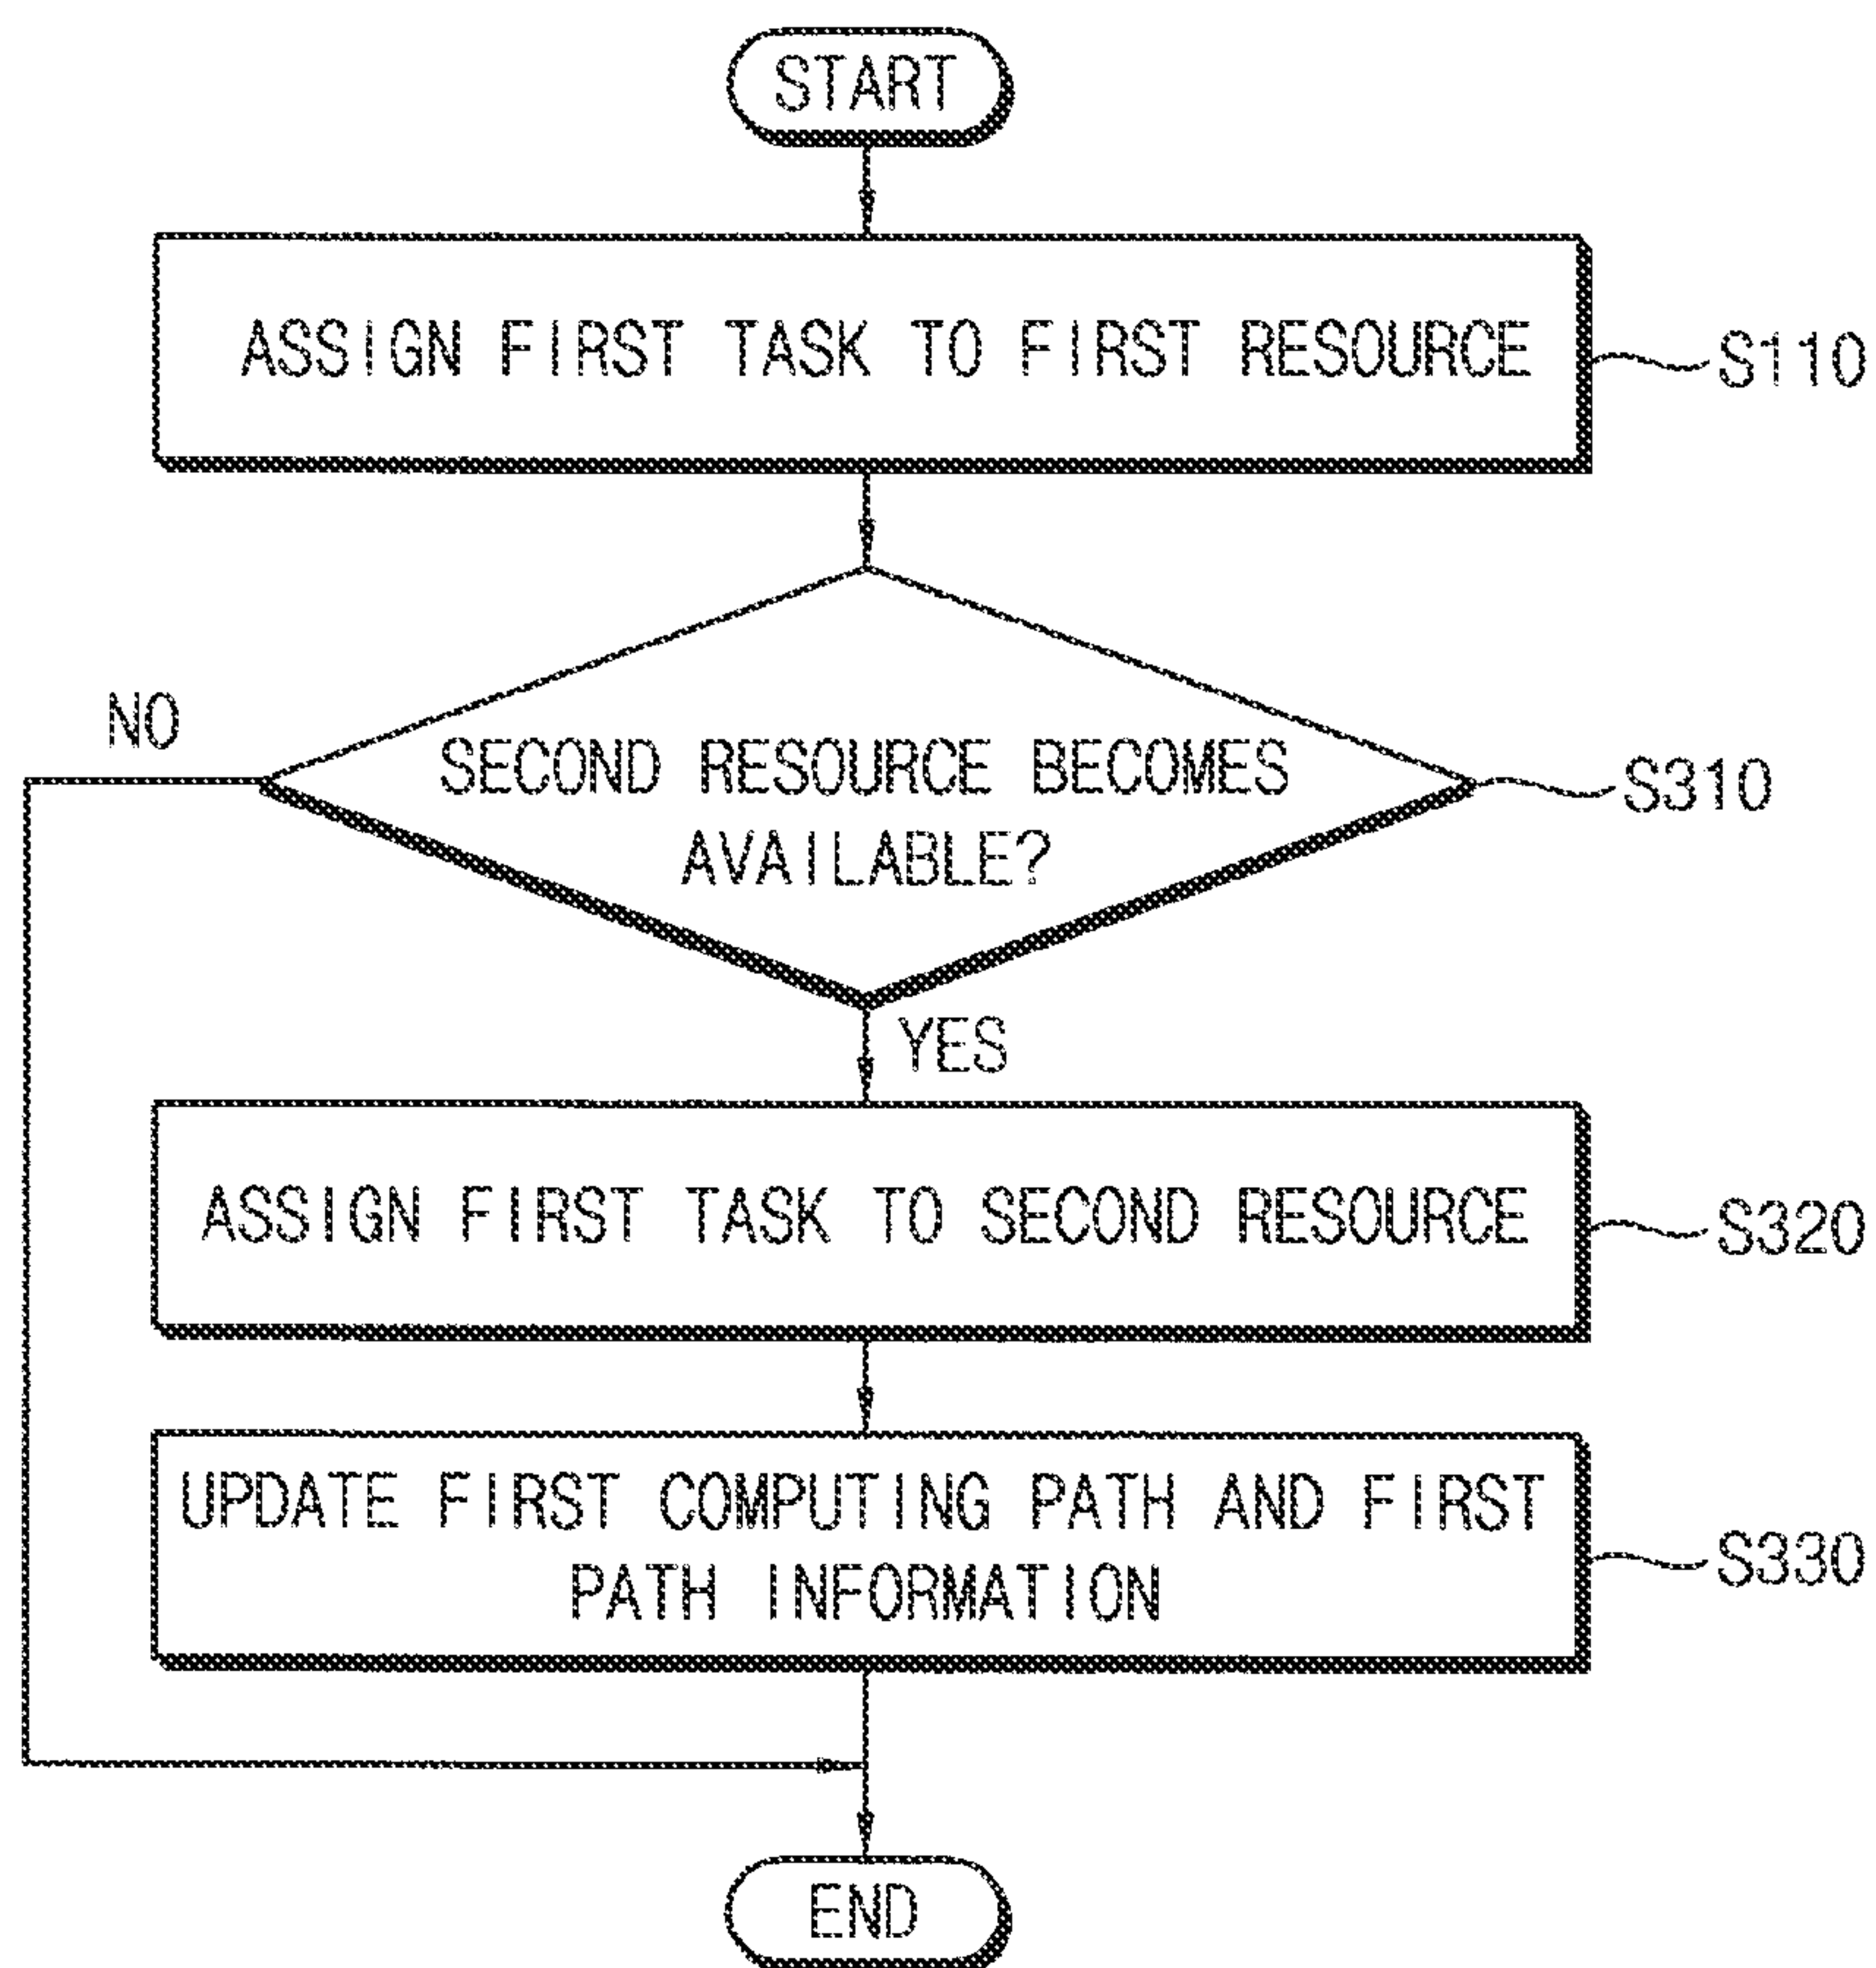 START
ASSIGN FIRST TASK TO FIRST RESOURCE
S110
NO
SECOND RESOURCE BECOMES
AVAILABLE?
S310
YES
ASSIGN FIRST TASK TO SECOND RESOURCE
S320
UPDATE FIRST COMPUTING PATH AND FIRST
PATH INFORMATION
S330
END